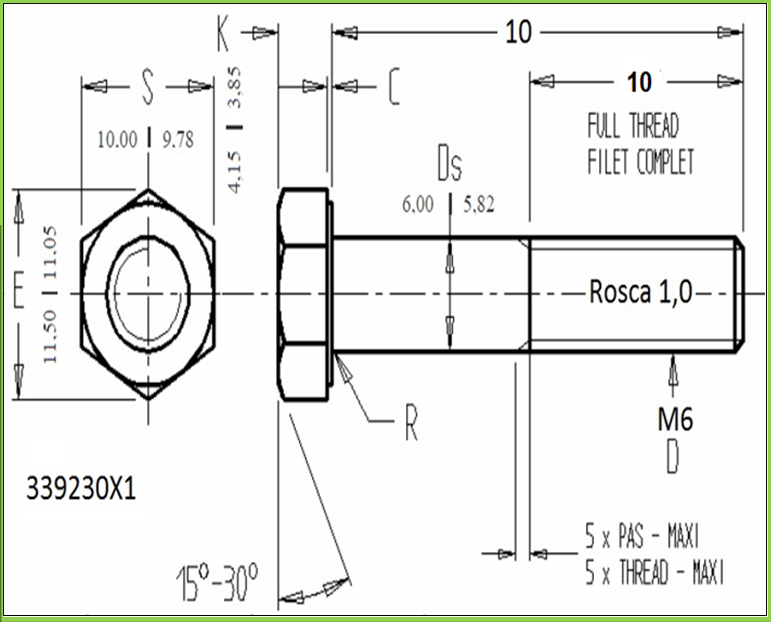 K
10
S
C
10
3.85
4.15
FULL THREAD
FILET COMPLET
10.00
9.78
Ds
6.00
5.82
E
11.05
11.50
Rosca 1,0
R
M6
D
339230X1
5 x PAS - MAXI
5 x THREAD - MAXI
15°-30°